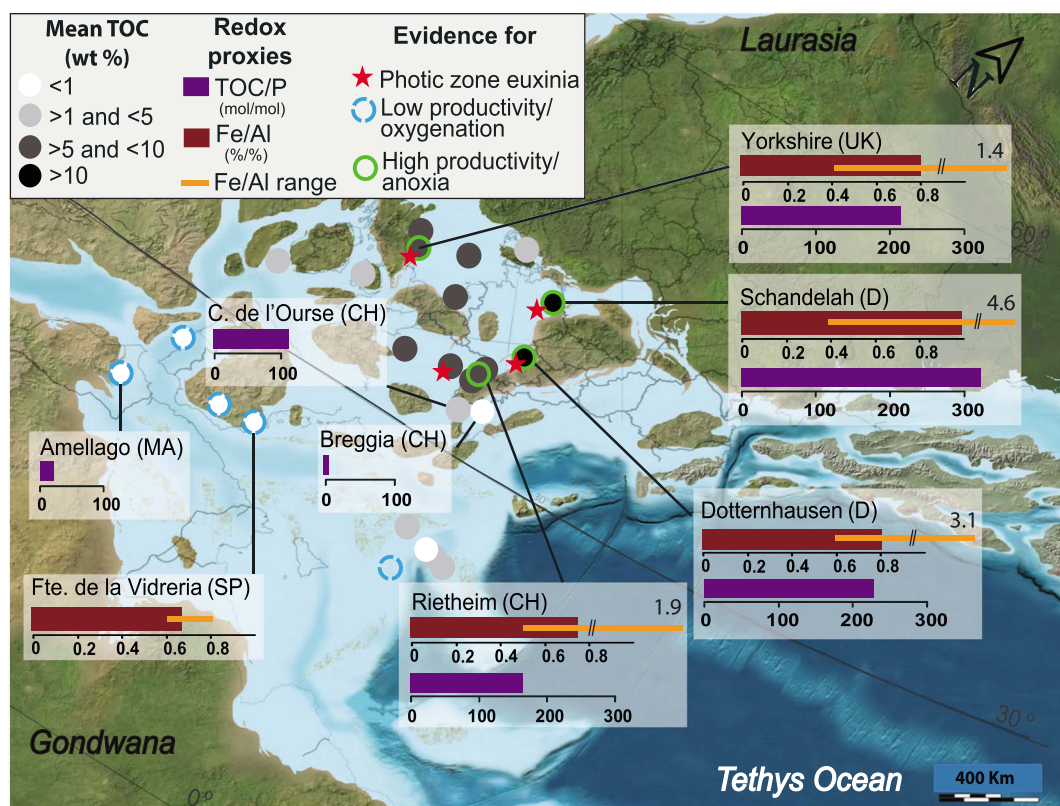 Mean TOC
(wt %)
<1
>1 and <5
>5 and <10
>10
Redox
proxies
TOC/P
(mol/mol)
Fe/Al
(%/%)
Fe/Al range
Evidence for
Photic zone euxinia
Low productivity/
oxygenation
High productivity/
anoxia
Laurasia
N
Yorkshire (UK)
1.4
0 0.2 0.4 0.6 0.8
0 100 200 300
60º
Schandelah (D)
4.6
0 0.2 0.4 0.6 0.8
0 100 200 300
C. de l'Ourse (CH)
0 100
Amellago (MA)
0 100
Breggia (CH)
0 100
Dotternhausen (D)
3.1
0 0.2 0.4 0.6 0.8
0 100 200 300
Fte. de la Vidreria (SP)
0 0.2 0.4 0.6 0.8
Rietheim (CH)
1.9
0 0.2 0.4 0.6 0.8
0 100 200 300
30º
Gondwana
0º
Tethys Ocean
400 Km